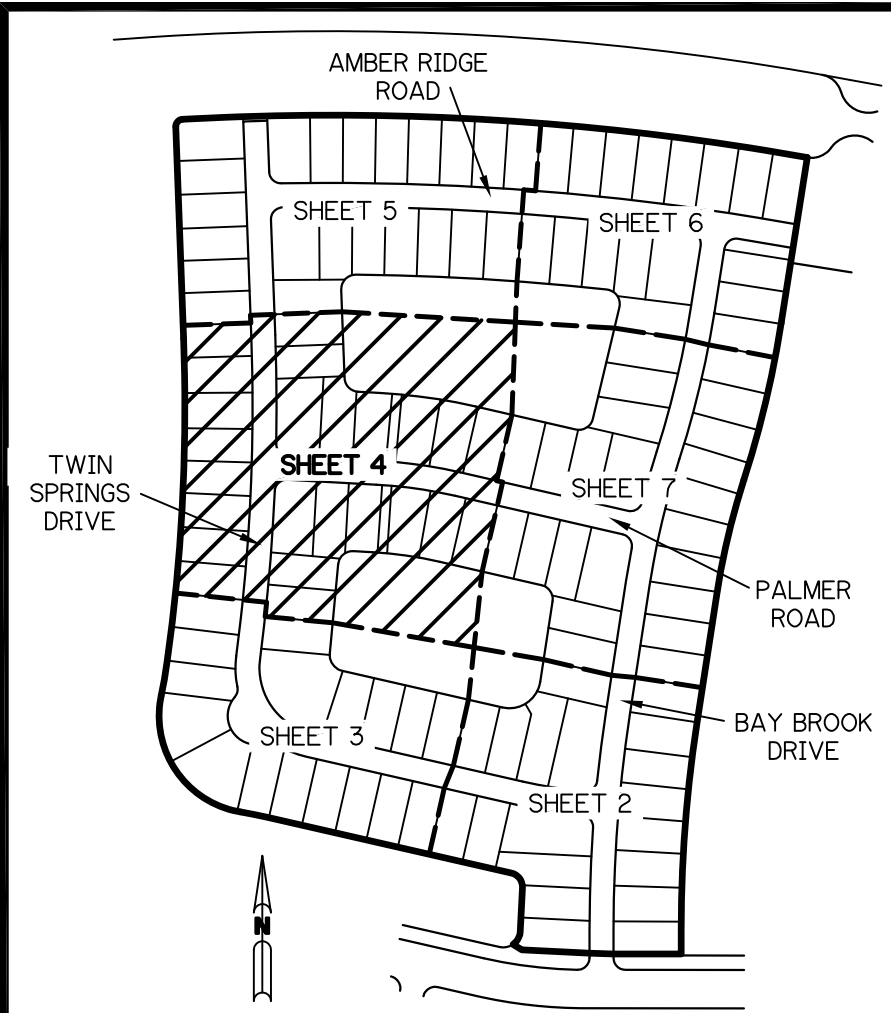 AMBER RIDGE
ROAD
SHEET 5
SHEET 6
TWIN
SPRINGS
DRIVE
SHEET 4
SHEET 7
PALMER
ROAD
BAY BROOK
DRIVE
SHEET 3
SHEET 2
N